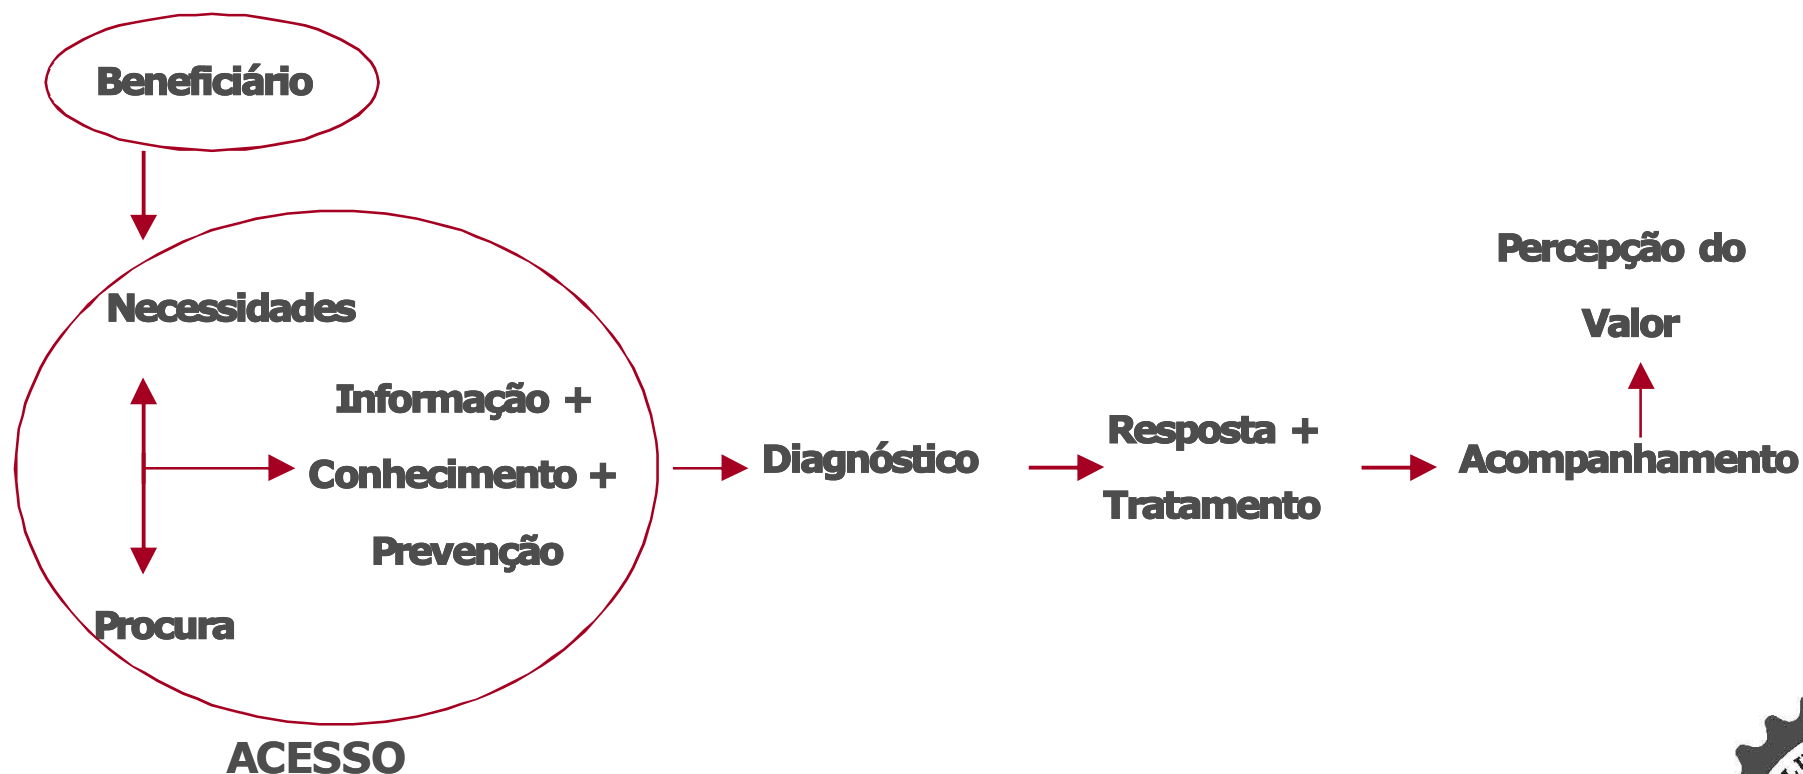 Beneficiário
Necessidades
Informação +
Conhecimento +
Prevenção
Procura
ACESSO
Diagnóstico
Resposta +
Tratamento
Acompanhamento
Percepção do
Valor